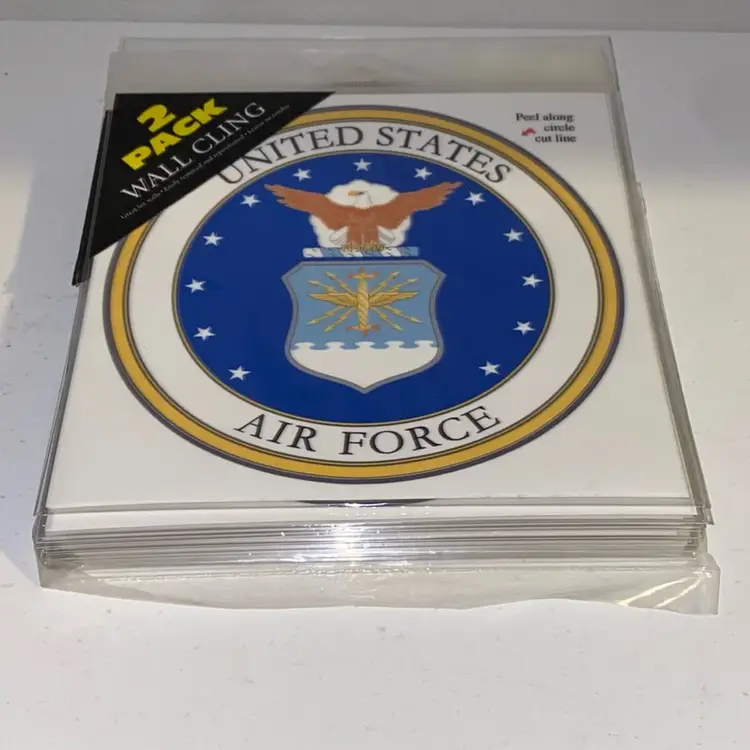 2
PACK
WALL CLING
Peel along
circle
cut line
UNITED STATES
AIR FORCE